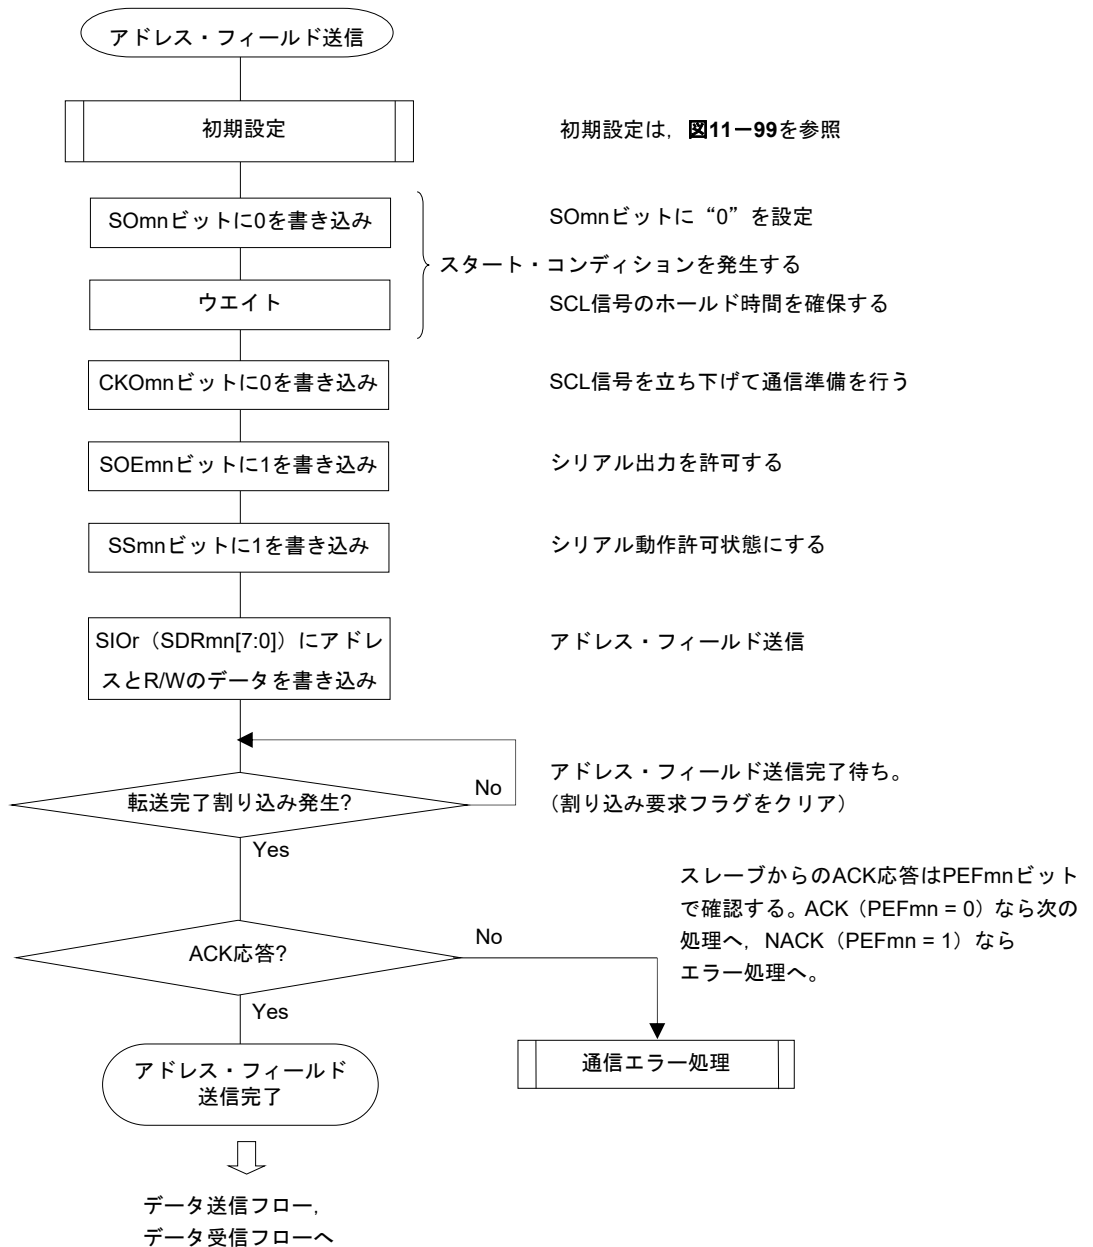 アドレス・フィールド送信
初期設定
初期設定は，図11－99を参照
SOmnビットに0を書き込み
SOmnビットに“0”を設定
スタート・コンディションを発生する
ウエイト
SCL信号のホールド時間を確保する
CKOmnビットに0を書き込み
SCL信号を立ち下げて通信準備を行う
SOEmnビットに1を書き込み
シリアル出力を許可する
SSmnビットに1を書き込み
シリアル動作許可状態にする
SIOr（SDRmn[7:0]）にアドレ
スとR/Wのデータを書き込み
アドレス・フィールド送信
転送完了割り込み発生?
No
アドレス・フィールド送信完了待ち。
（割り込み要求フラグをクリア）
Yes
スレーブからのACK応答はPEFmnビット
で確認する。ACK（PEFmn = 0）なら次の
処理へ，NACK（PEFmn = 1）なら
エラー処理へ。
ACK応答?
No
Yes
アドレス・フィールド
送信完了
通信エラー処理
データ送信フロー，
データ受信フローへ